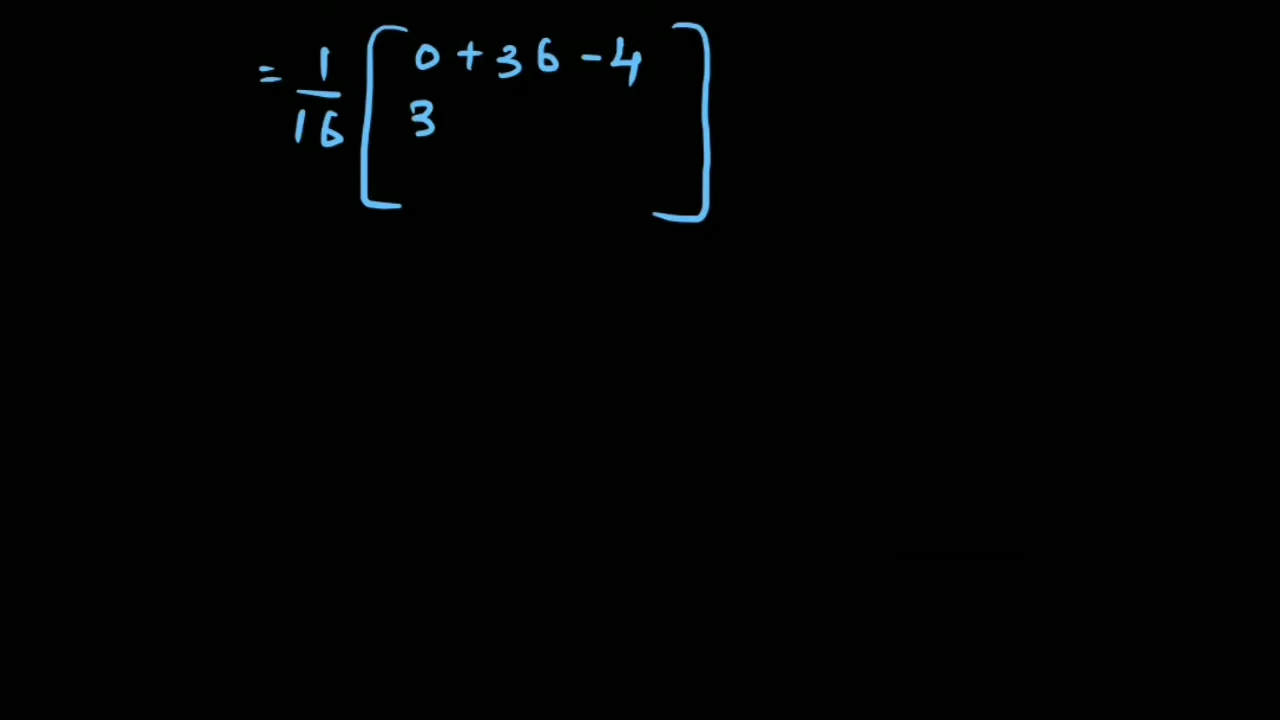 = 1/16 [ 0 + 36 - 4
3 ]